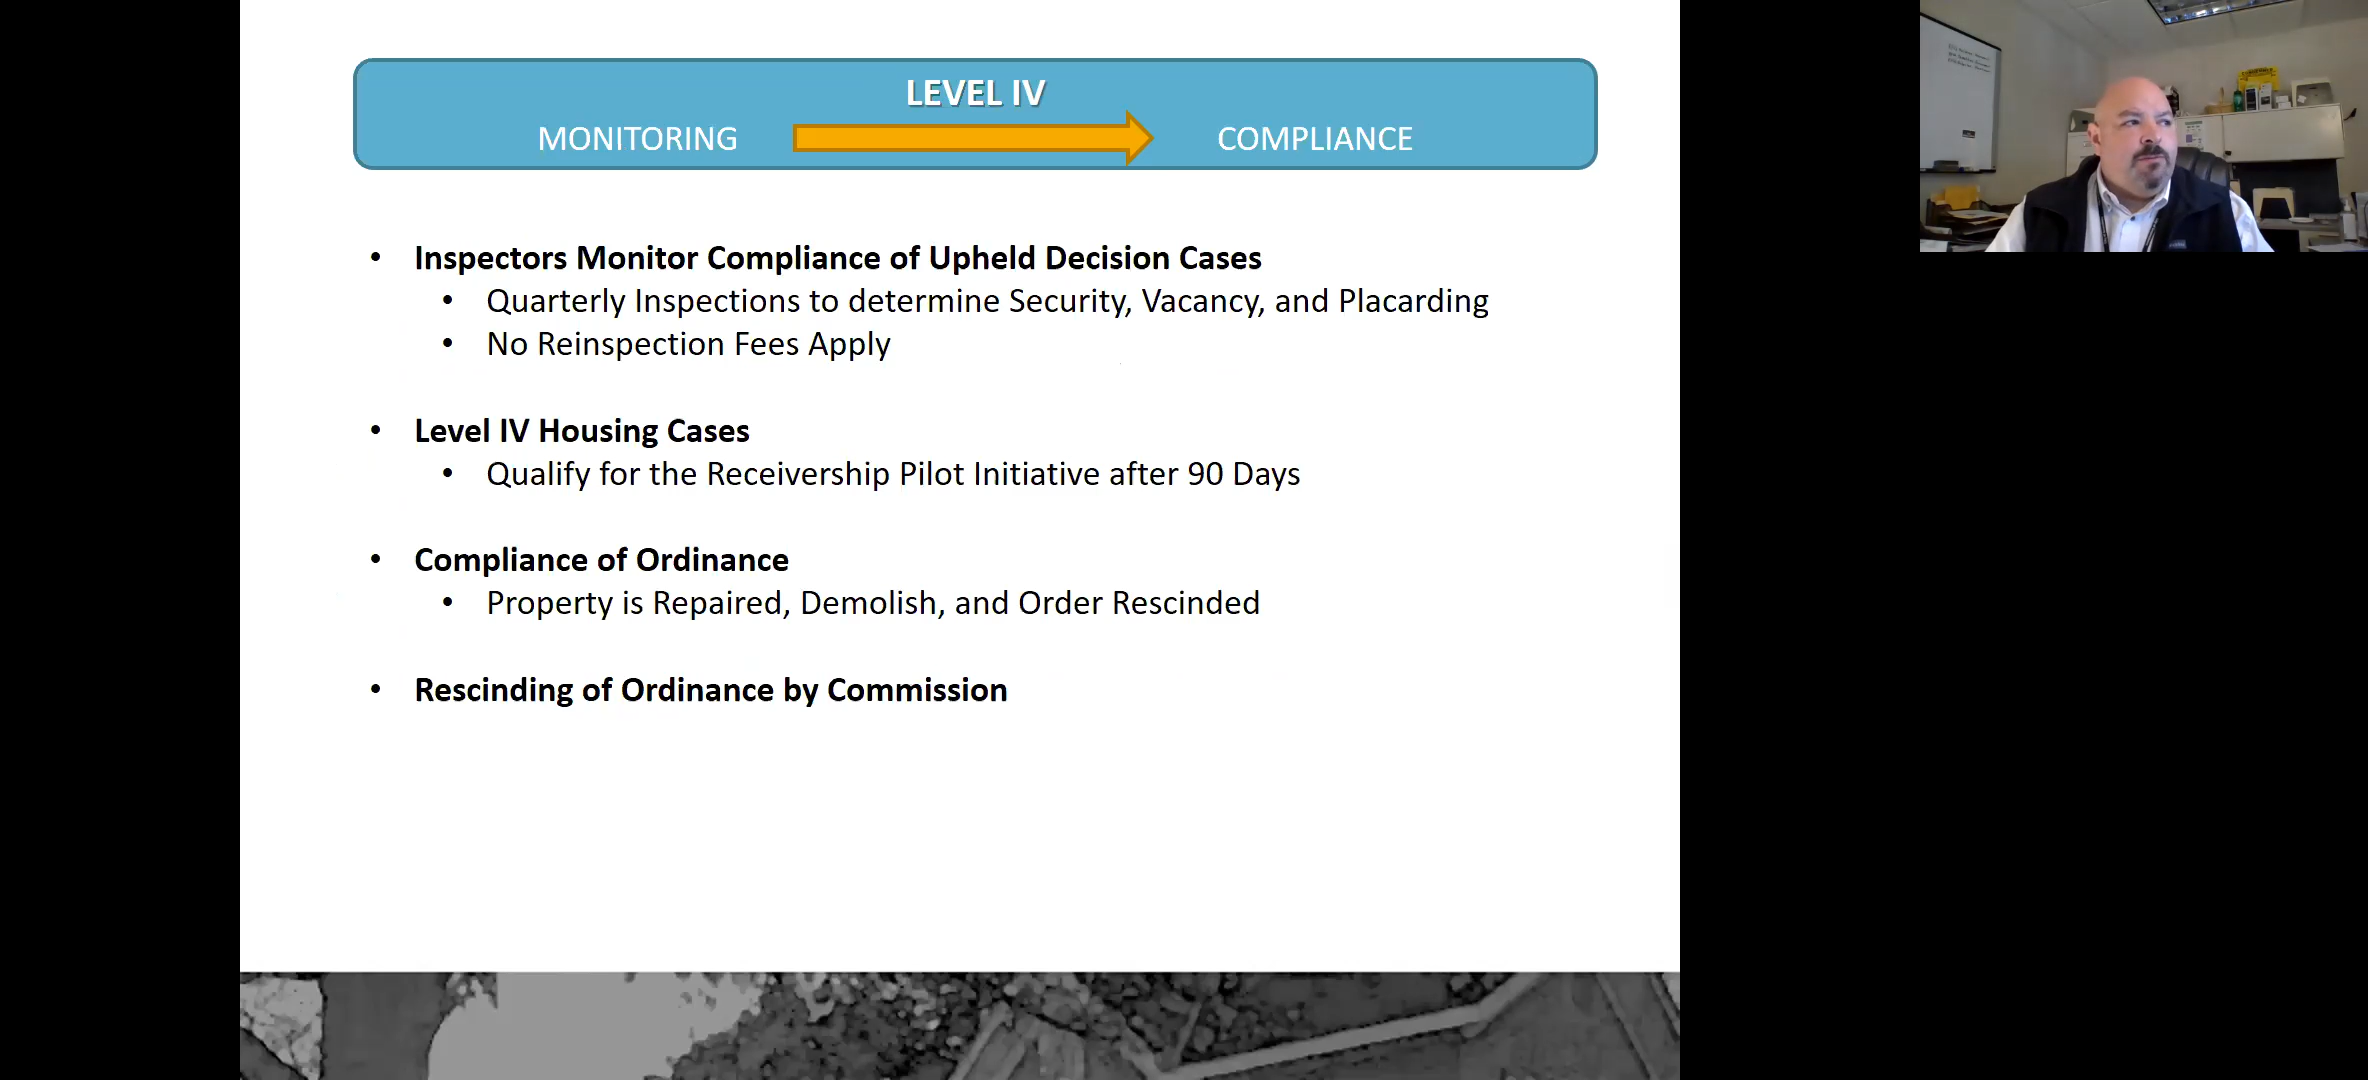 LEVEL IV
MONITORING COMPLIANCE
• Inspectors Monitor Compliance of Upheld Decision Cases
• Quarterly Inspections to determine Security, Vacancy, and Placarding
• No Reinspection Fees Apply
• Level IV Housing Cases
• Qualify for the Receivership Pilot Initiative after 90 Days
• Compliance of Ordinance
• Property is Repaired, Demolish, and Order Rescinded
• Rescinding of Ordinance by Commission